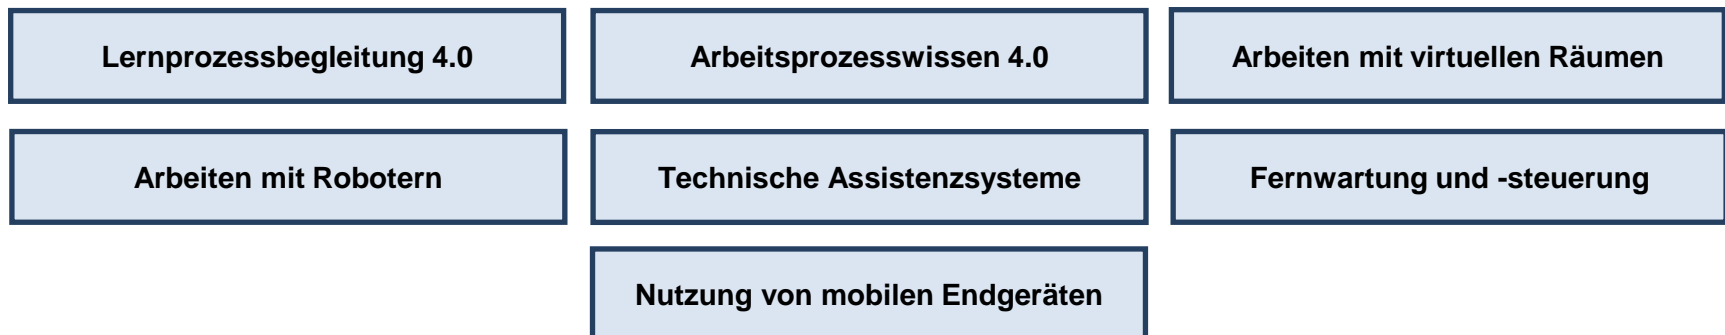 Lernprozessbegleitung 4.0
Arbeitsprozesswissen 4.0
Arbeiten mit virtuellen Räumen
Arbeiten mit Robotern
Technische Assistenzsysteme
Fernwartung und -steuerung
Nutzung von mobilen Endgeräten